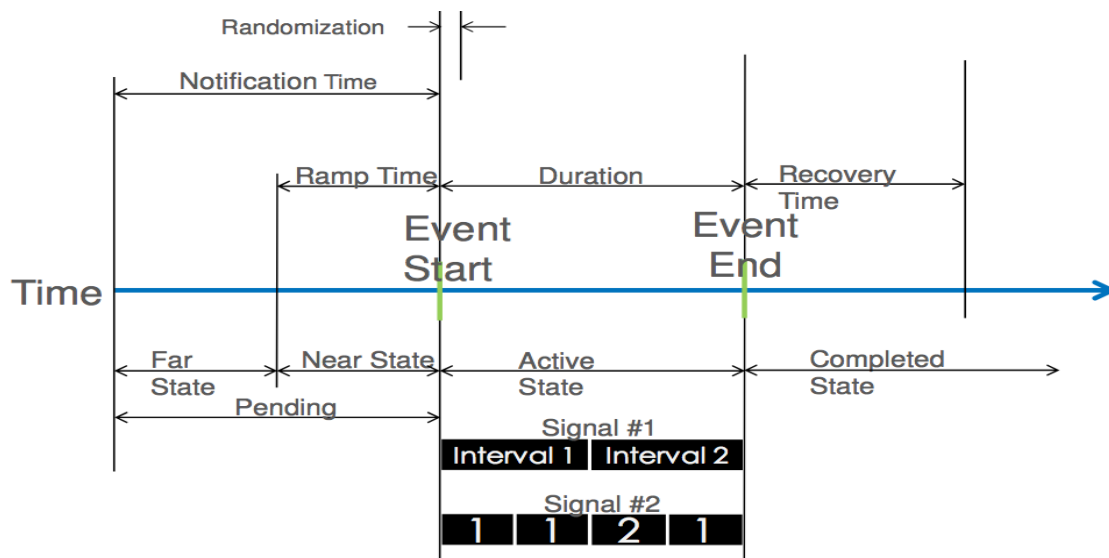 Randomization
Notification Time
Ramp Time
Duration
Recovery
Time
Event
Start
Event
End
Time
Far
State
Near State
Active
State
Completed
State
Pending
Signal #1
Interval 1 Interval 2
Signal #2
1 1 2 1